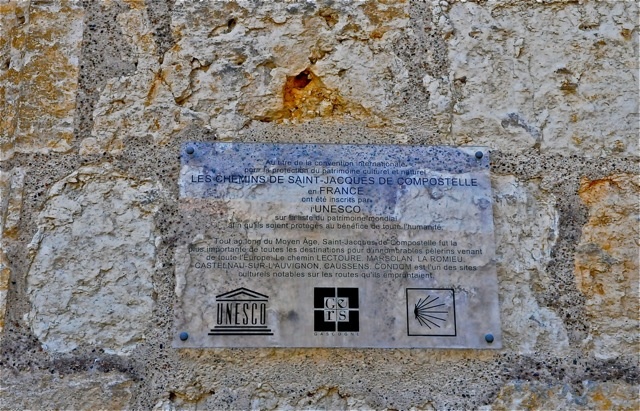 Au titre de la convention internationale
pour la protection du patrimoine culturel et naturel
LES CHEMINS DE SAINT-JACQUES DE COMPOSTELLE
en FRANCE
ont été inscrits par
l'UNESCO
sur la liste du patrimoine mondial
afin qu'ils soient protégés au bénéfice de toute l'humanité.
Tout au long du Moyen Âge, Saint-Jacques de Compostelle fut la
plus importante de toutes les destinations pour d'innombrables pèlerins venant
de toute l'Europe. Le chemin LECTOURE, MARSOLAN, LA ROMIEU,
CASTELNAU-SUR-L'AUVIGNON, CAUSSENS, CONDOM est l'un des sites
culturels notables sur les routes qu'ils empruntaient.
UNESCO
Gers
GASCOGNE